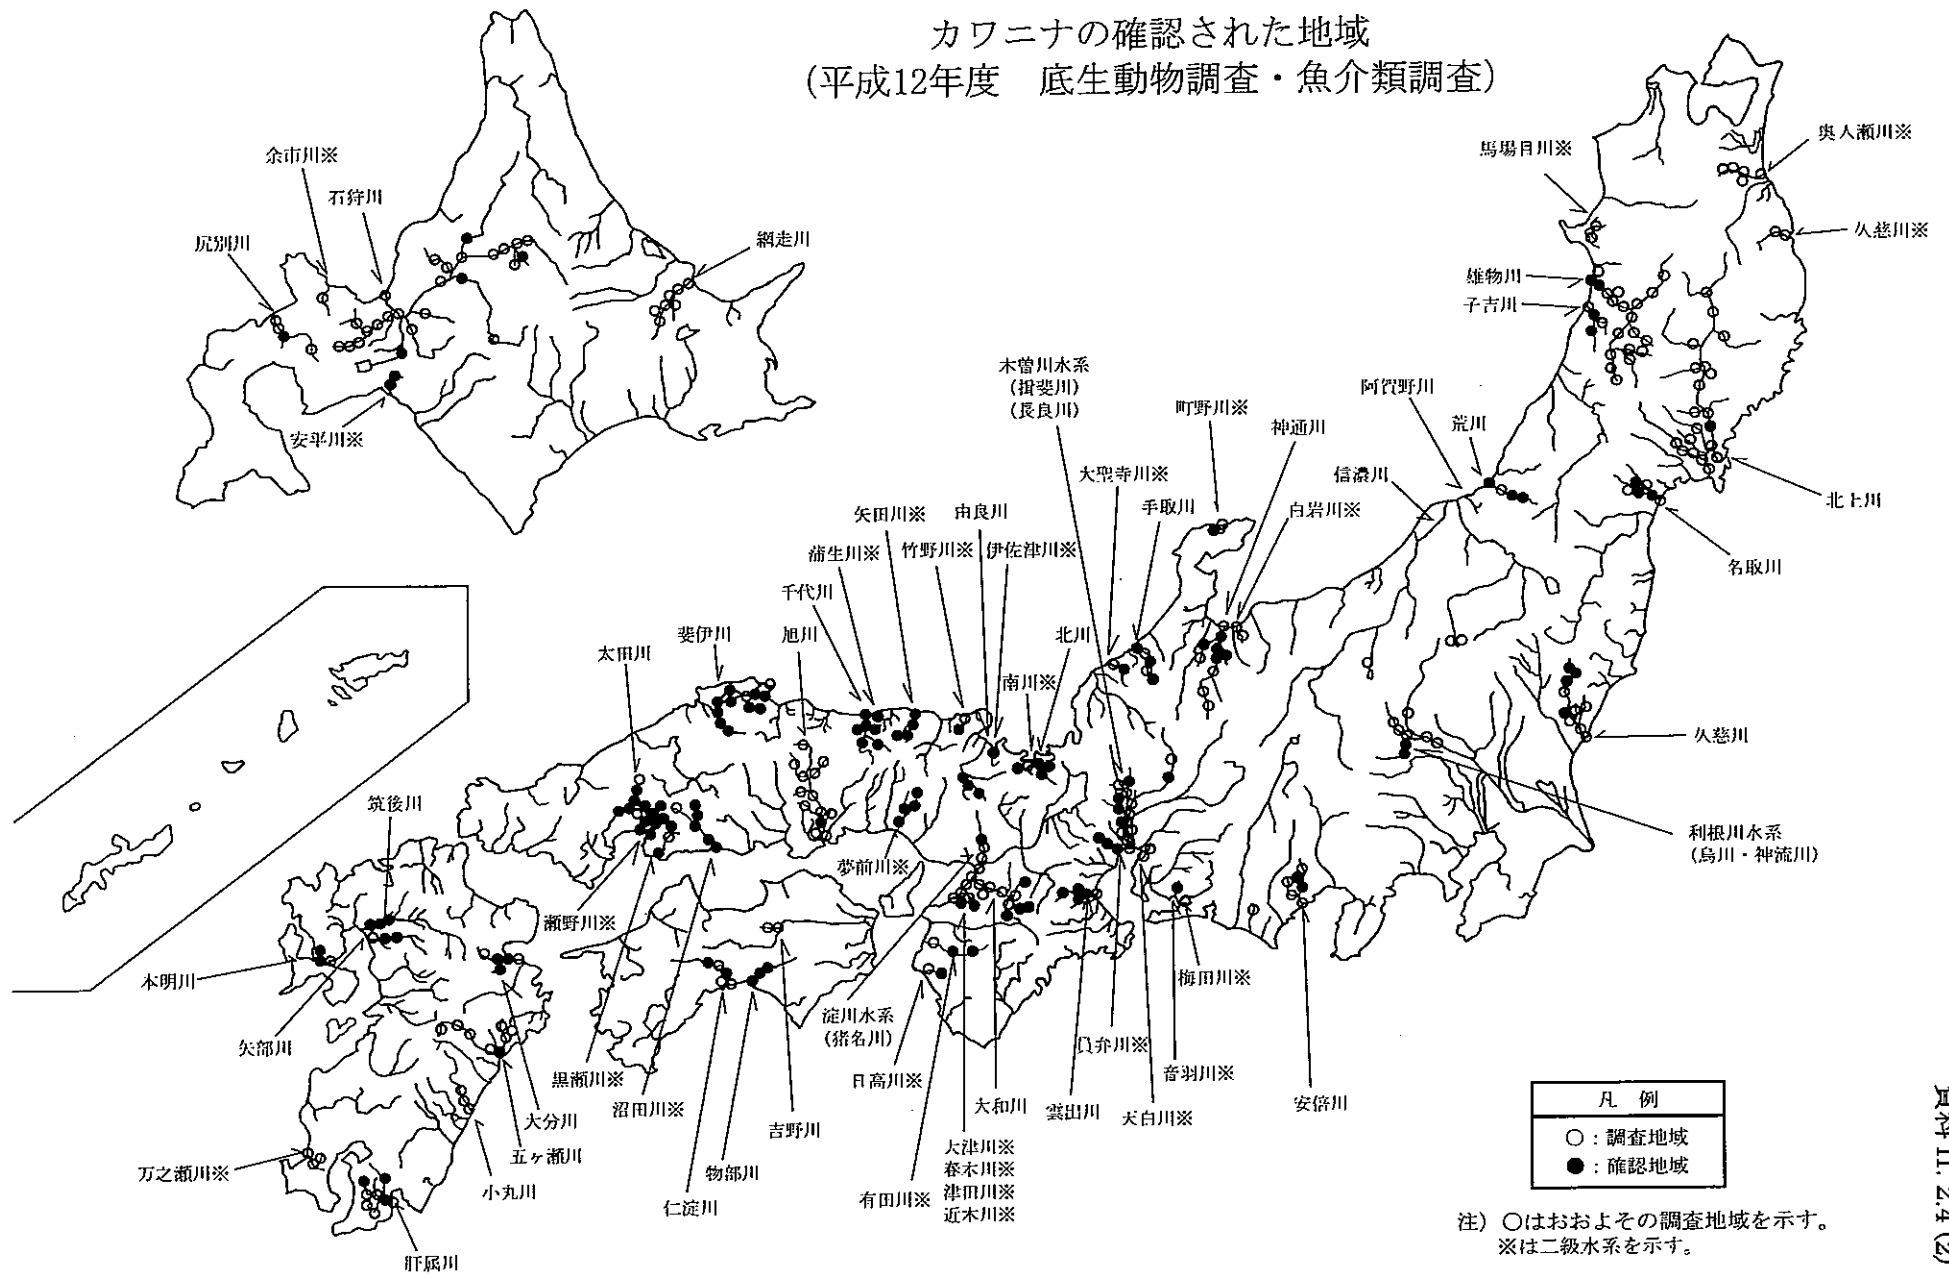 カワニナの確認された地域
(平成12年度　底生動物調査・魚介類調査)
余市川※
石狩川
尻別川
網走川
安平川※
馬場目川※
奥入瀬川※
久慈川※
雄物川
子吉川
木曽川水系
(揖斐川)
(長良川)
町野川※
阿賀野川
神通川
荒川
大聖寺川※
信濃川
手取川
白岩川※
北上川
矢田川※
由良川
蒲生川※
竹野川※
伊佐津川※
名取川
千代川
斐伊川
旭川
北川
太田川
南川※
久慈川
筑後川
利根川水系
(烏川・神流川)
夢前川※
瀬野川※
本明川
梅田川※
淀川水系
(猪名川)
矢部川
員弁川※
黒瀬川※
日高川※
音羽川※
沼田川※
大和川
雲出川
天白川※
安倍川
大分川
吉野川
五ヶ瀬川
大津川※
春木川※
津田川※
近木川※
万之瀬川※
物部川
小丸川
有田川※
仁淀川
肝属川
凡　例
○：調査地域
●：確認地域
注）○はおおよその調査地域を示す。
※は二級水系を示す。
資料 11. 2.4 (2)